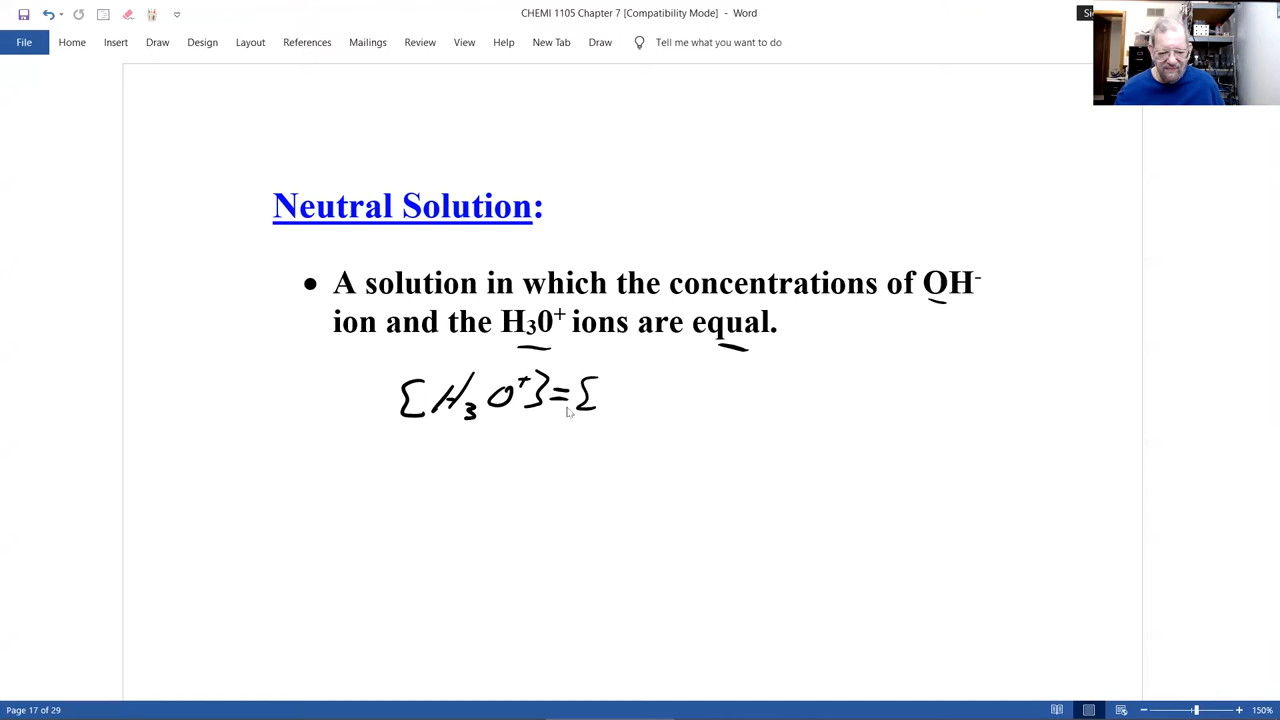 CHEMI 1105 Chapter 7 [Compatibility Mode] - Word
File Home Insert Draw Design Layout References Mailings Review View Help New Tab Draw Tell me what you want to do
Neutral Solution:
• A solution in which the concentrations of OH⁻
ion and the H₃0⁺ ions are equal.
[H₃O⁺]=[
Page 17 of 29
150%